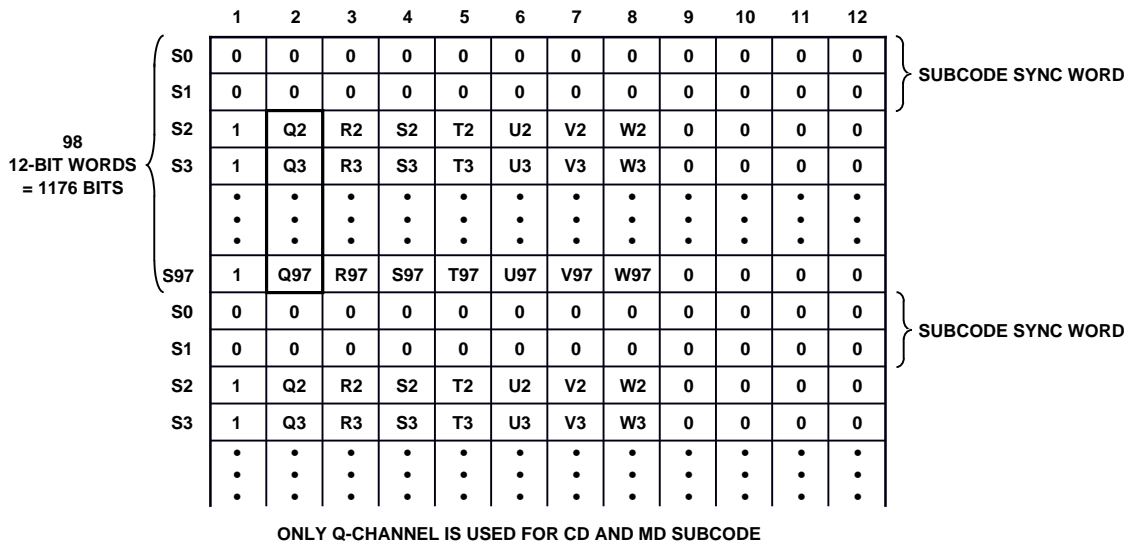 1 2 3 4 5 6 7 8 9 10 11 12
S0 0 0 0 0 0 0 0 0 0 0 0 0
SUBCODE SYNC WORD
S1 0 0 0 0 0 0 0 0 0 0 0 0
S2 1 Q2 R2 S2 T2 U2 V2 W2 0 0 0 0
98
12-BIT WORDS
= 1176 BITS
S3 1 Q3 R3 S3 T3 U3 V3 W3 0 0 0 0
S97 1 Q97 R97 S97 T97 U97 V97 W97 0 0 0 0
S0 0 0 0 0 0 0 0 0 0 0 0 0
SUBCODE SYNC WORD
S1 0 0 0 0 0 0 0 0 0 0 0 0
S2 1 Q2 R2 S2 T2 U2 V2 W2 0 0 0 0
S3 1 Q3 R3 S3 T3 U3 V3 W3 0 0 0 0
ONLY Q-CHANNEL IS USED FOR CD AND MD SUBCODE